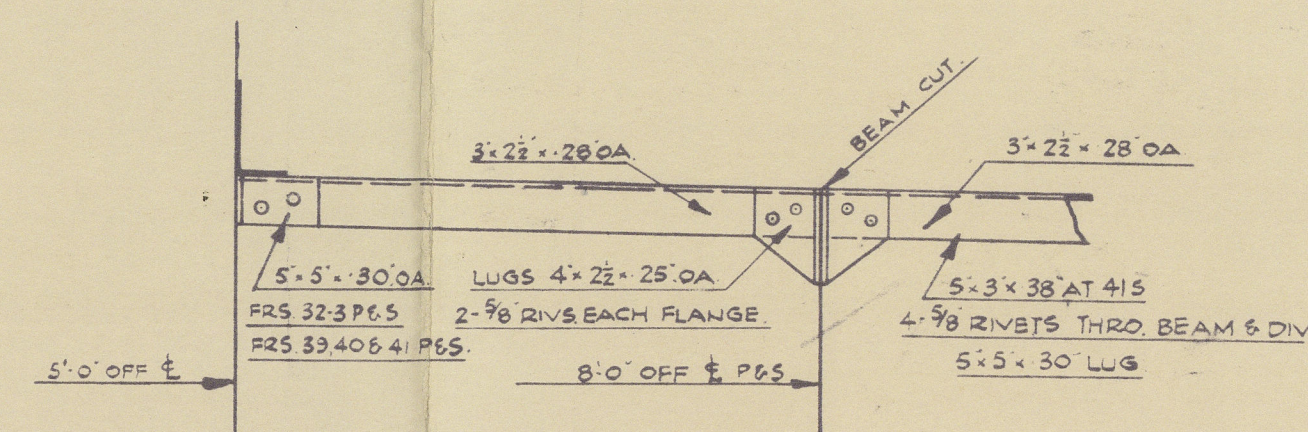 BEAM CUT.
3" × 2½" × ·28" OA
3" × 2½" × ·28" OA
5" × 5" × ·30" OA
FRS. 32-3 P&S
FRS. 39, 40 & 41 P&S.
LUGS 4" × 2½" × ·25" OA
2-⅝" RIVS. EACH FLANGE.
5" × 3" × ·38" AT 41S
4-⅝" RIVETS THRO. BEAM & DIV
5" × 5" × ·30" LUG
5'-0" OFF ℄
8'-0" OFF ℄ P&S